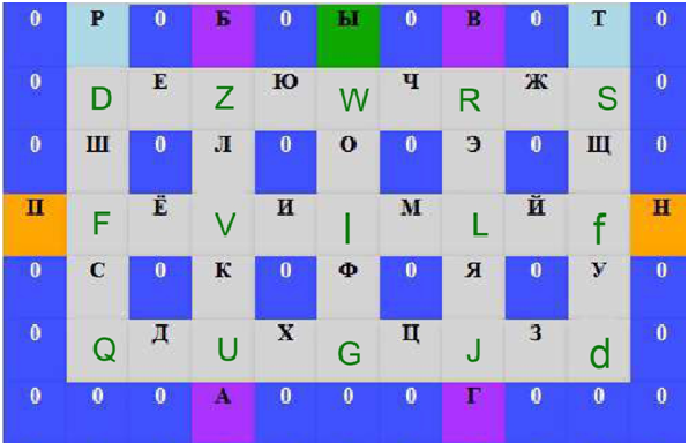 0 Р 0 Б 0 Ы 0 В 0 Т 0
0 D Е Z Ю W Ч R Ж S 0
0 Ш 0 Л 0 О 0 Э 0 Щ 0
П F Ё V И I М L Й f Н
0 С 0 К 0 Ф 0 Я 0 У 0
0 Q Д U Х G Ц J З d 0
0 0 0 А 0 0 0 Г 0 0 0